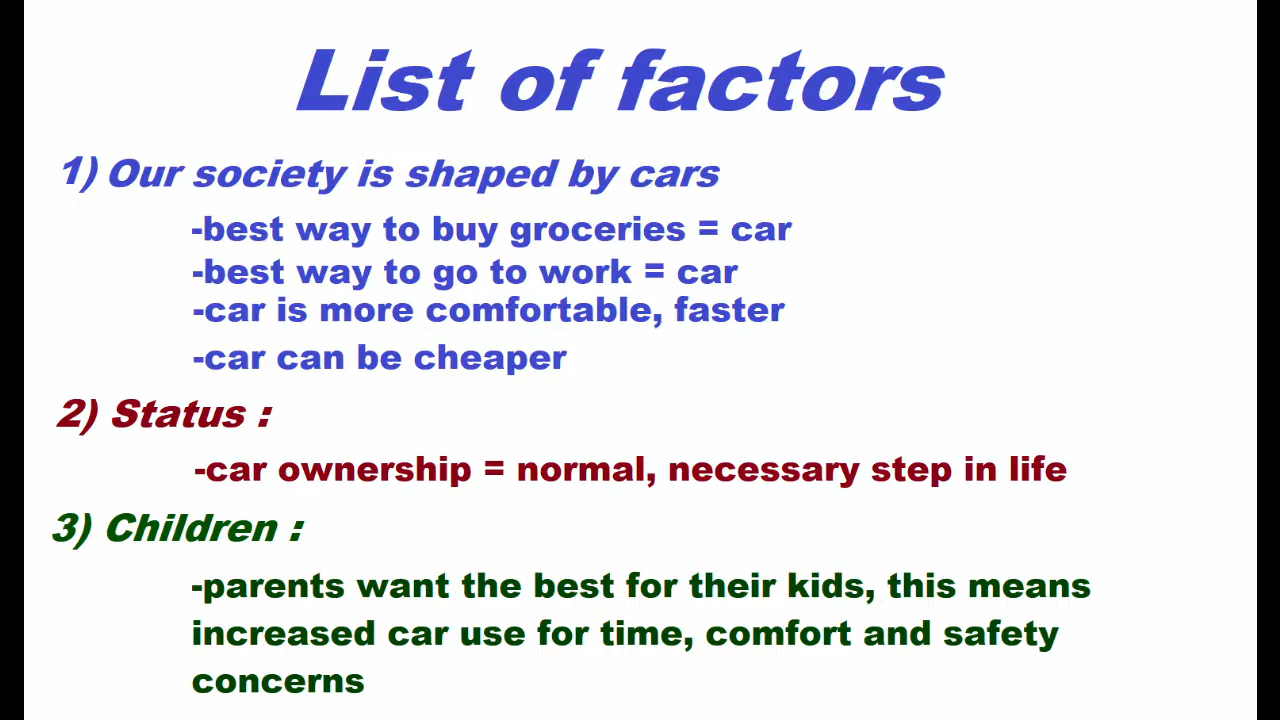 List of factors
1) Our society is shaped by cars
-best way to buy groceries = car
-best way to go to work = car
-car is more comfortable, faster
-car can be cheaper
2) Status :
-car ownership = normal, necessary step in life
3) Children :
-parents want the best for their kids, this means
increased car use for time, comfort and safety
concerns